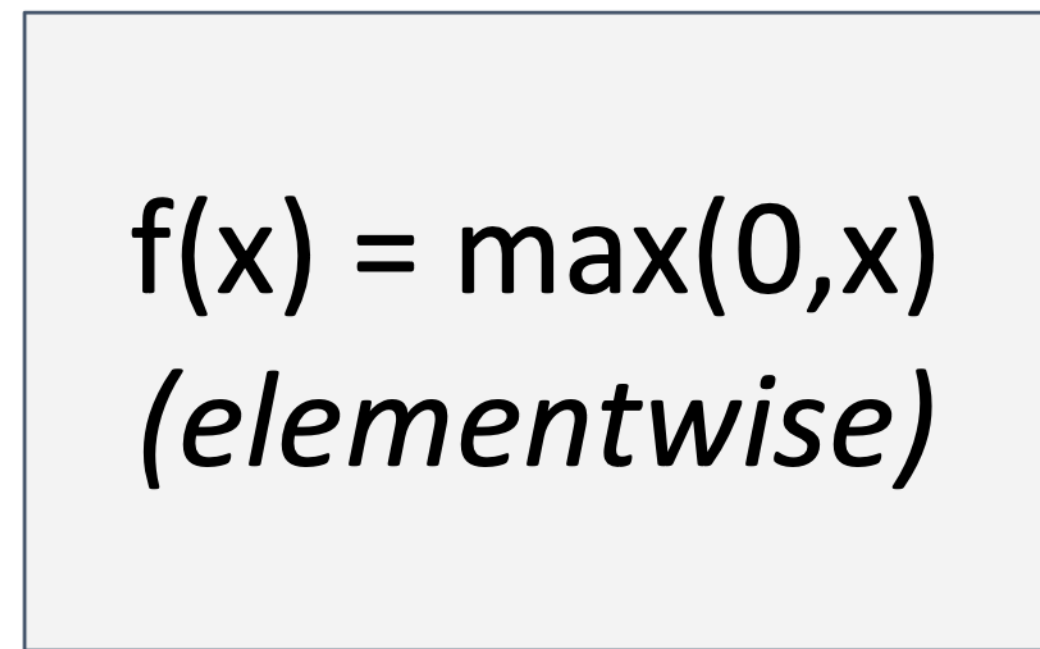 f(x) = max(0,x)
(elementwise)